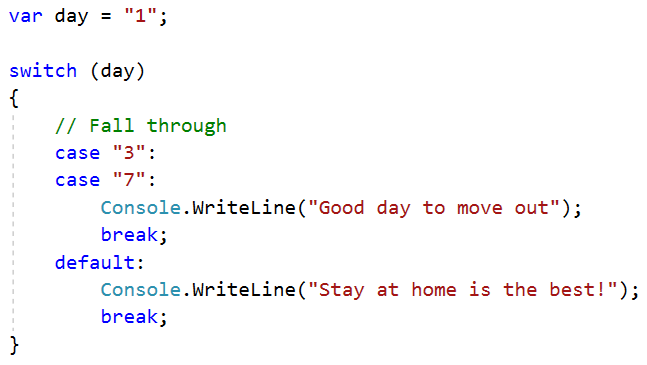 var day = "1";
switch (day)
{
// Fall through
case "3":
case "7":
Console.WriteLine("Good day to move out");
break;
default:
Console.WriteLine("Stay at home is the best!");
break;
}